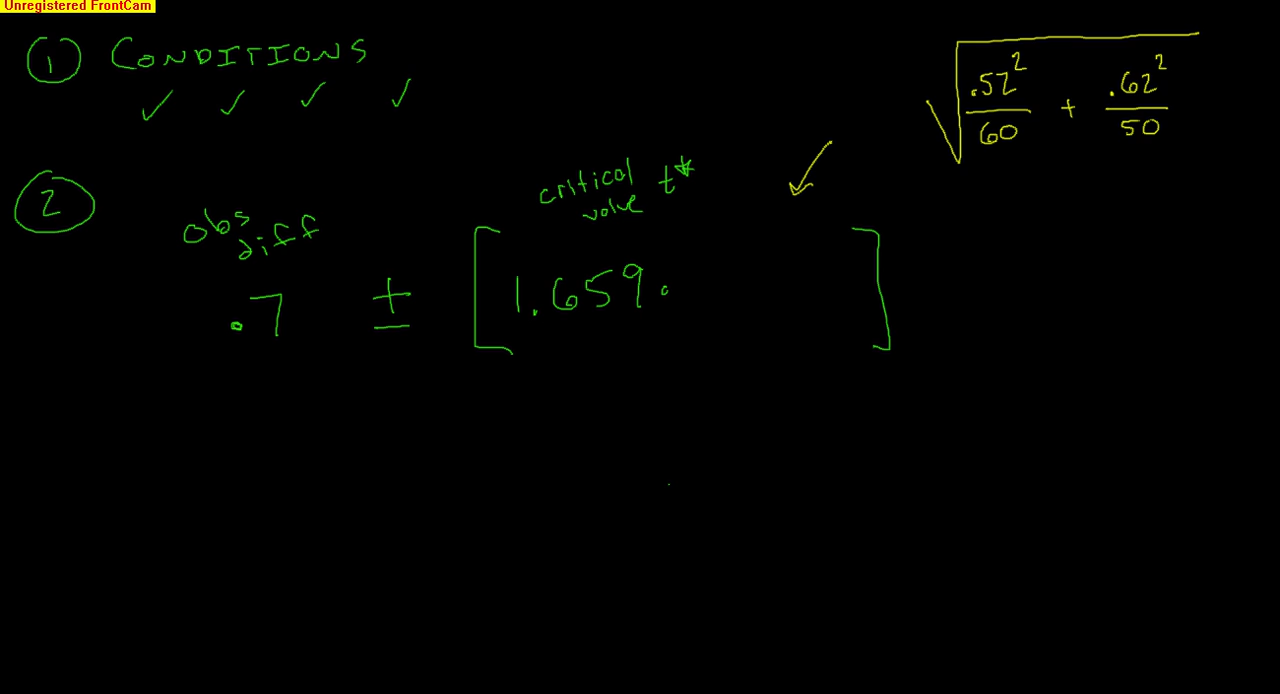 Unregistered FrontCam
① CONDITIONS
✓ ✓ ✓ ✓
√(.52²/60 + .62²/50)
②
obs diff
critical value t*
.7 ± [1.659· ]